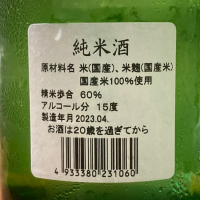 純米酒
原材料名 米(国産)、米麹(国産米)
国産米100%使用
精米歩合 60%
アルコール分 15度
製造年月 2023.04.
お酒は20歳を過ぎてから
4 933380 231060